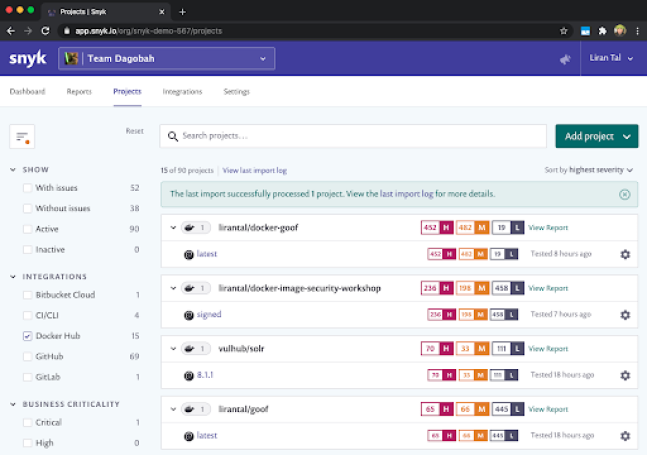 Projects | Snyk
app.snyk.io/org/snyk-demo-567/projects
snyk
Team Dagobah
Liran Tal
Dashboard Reports Projects Integrations Settings
Reset
Search projects...
Add project
15 of 90 projects | View last import log
Sort by highest severity
The last import successfully processed 1 project. View the import log for more details.
SHOW
With issues 52
Without issues 38
Active 90
Inactive 0
INTEGRATIONS
Bitbucket Cloud 1
CI/CLI 4
Docker Hub 15
GitHub 69
GitLab 1
BUSINESS CRITICALITY
Critical 1
High 0
1 lirantal/docker-goof 452 H 482 M 19 L View Report
latest 452 H 482 M 19 L Tested 8 hours ago
1 lirantal/docker-image-security-workshop 236 H 198 M 458 L View Report
signed 236 H 198 M 458 L Tested 7 hours ago
1 vulhub/solr 70 H 33 M 111 L View Report
8.1.1 70 H 33 M 111 L Tested 18 hours ago
1 lirantal/goof 65 H 66 M 445 L View Report
latest 65 H 66 M 445 L Tested 18 hours ago